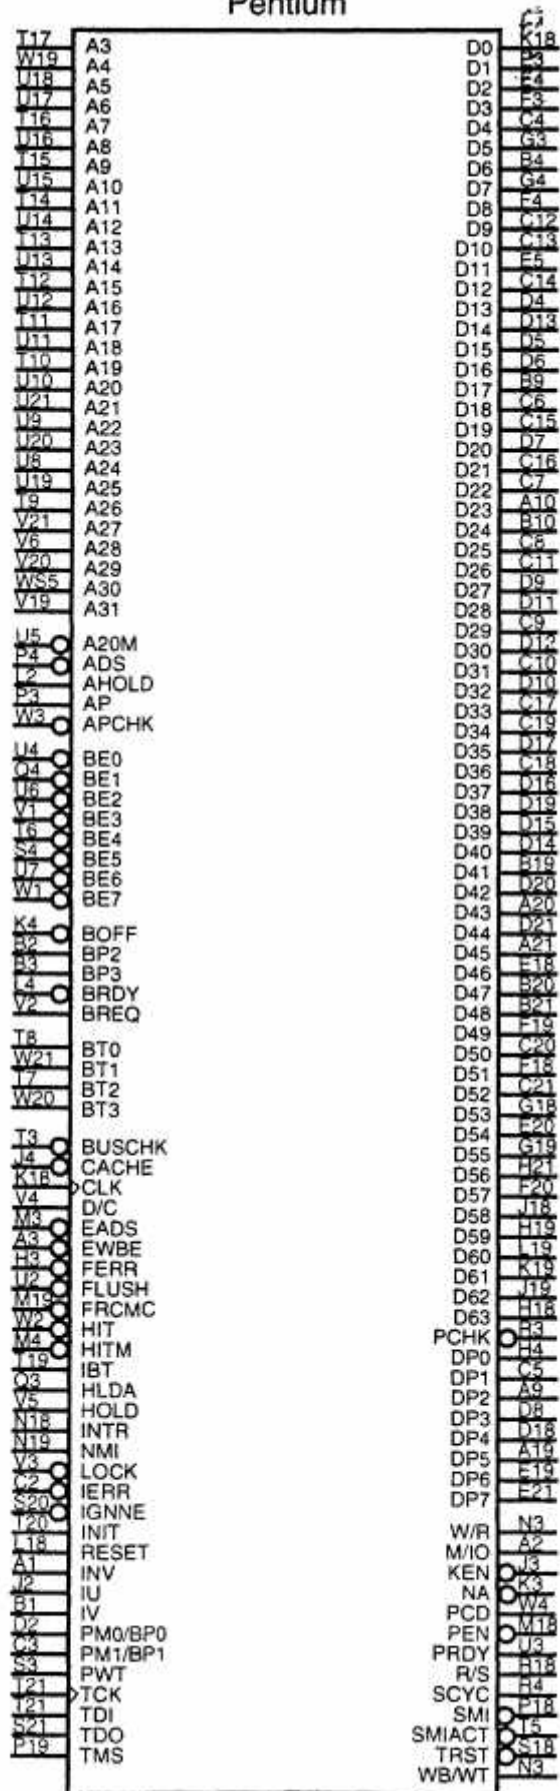 Pentium
T17 A3
W19 A4
U18 A5
U17 A6
T16 A7
U16 A8
T15 A9
U15 A10
T14 A11
U14 A12
T13 A13
U13 A14
T12 A15
U12 A16
T11 A17
U11 A18
T10 A19
U10 A20
U21 A21
U9 A22
U20 A23
U8 A24
U19 A25
T9 A26
V21 A27
V6 A28
V20 A29
WS5 A30
V19 A31
U5 A20M
P4 ADS
L2 AHOLD
P3 AP
W3 APCHK
U4 BE0
Q4 BE1
U6 BE2
V1 BE3
T6 BE4
S4 BE5
U7 BE6
W1 BE7
K4 BOFF
B2 BP2
B3 BP3
L4 BRDY
V2 BREQ
T8 BT0
W21 BT1
T7 BT2
W20 BT3
T3 BUSCHK
J4 CACHE
K18 CLK
V4 D/C
M3 EADS
A3 EWBE
H3 FERR
U2 FLUSH
M19 FRCMC
W2 HIT
M4 HITM
T19 IBT
Q3 HLDA
V5 HOLD
N18 INTR
N19 NMI
V3 LOCK
C2 IERR
S20 IGNNE
T20 INIT
L18 RESET
A1 INV
J2 IU
B1 IV
D2 PM0/BP0
C3 PM1/BP1
S3 PWT
T21 TCK
T21 TDI
S21 TDO
P19 TMS
D0 K18
D1
D2 E4
D3 F3
D4 C4
D5 G3
D6 B4
D7 G4
D8 F4
D9 C12
D10 C13
D11 E5
D12 C14
D13 D4
D14 D13
D15 D5
D16 D6
D17 B9
D18 C6
D19 C15
D20 D7
D21 C16
D22 C7
D23 A10
D24 B10
D25 C8
D26 C11
D27 D9
D28 D11
D29 C9
D30 D12
D31 C10
D32 D10
D33 C17
D34 C19
D35 D17
D36 C18
D37 D16
D38 D19
D39 D15
D40 D14
D41 B19
D42 D20
D43 A20
D44 D21
D45 A21
D46 E18
D47 B20
D48 B21
D49 F19
D50 C20
D51 F18
D52 C21
D53 G18
D54 E20
D55 G19
D56 H21
D57 F20
D58 J18
D59 H19
D60 L19
D61 K19
D62 J19
D63 H18
PCHK R3
DP0 H4
DP1 C5
DP2 A9
DP3 D8
DP4 D18
DP5 A19
DP6 E19
DP7 E21
W/R N3
M/IO A2
KEN J3
NA K3
PCD W4
PEN M18
PRDY U3
R/S R18
SCYC R4
SMI P18
SMIACT T5
TRST S18
WB/WT N3